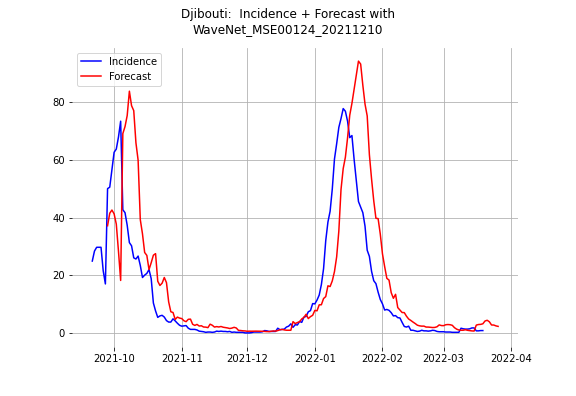 Djibouti:  Incidence + Forecast with
WaveNet_MSE00124_20211210
Incidence
Forecast
80
60
40
20
0
2021-10 2021-11 2021-12 2022-01 2022-02 2022-03 2022-04